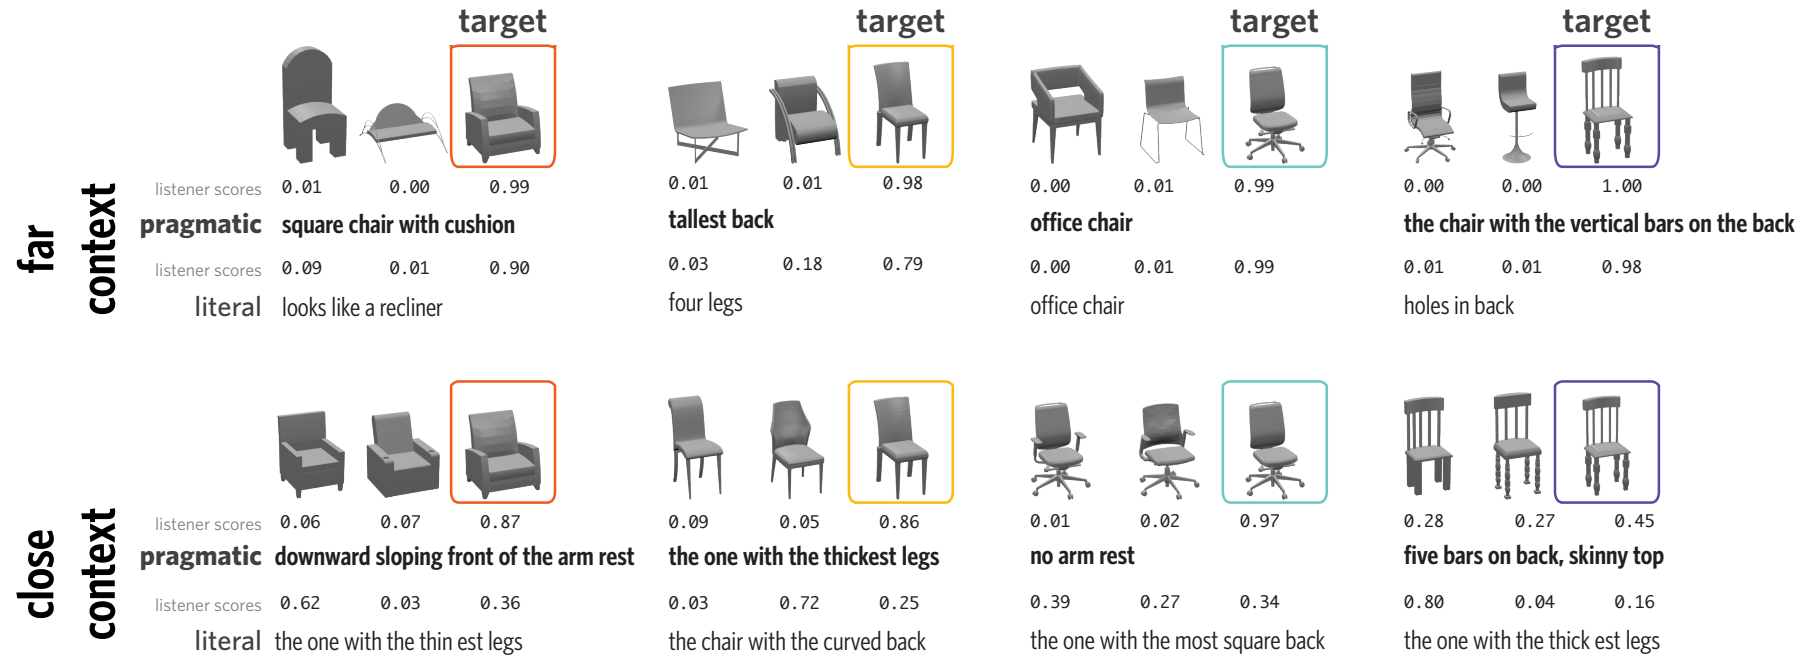 target target target target
far context
listener scores 0.01 0.00 0.99 0.01 0.01 0.98 0.00 0.01 0.99 0.00 0.00 1.00
pragmatic square chair with cushion tallest back office chair the chair with the vertical bars on the back
listener scores 0.09 0.01 0.90 0.03 0.18 0.79 0.00 0.01 0.99 0.01 0.01 0.98
literal looks like a recliner four legs office chair holes in back
close context
listener scores 0.06 0.07 0.87 0.09 0.05 0.86 0.01 0.02 0.97 0.28 0.27 0.45
pragmatic downward sloping front of the arm rest the one with the thickest legs no arm rest five bars on back, skinny top
listener scores 0.62 0.03 0.36 0.03 0.72 0.25 0.39 0.27 0.34 0.80 0.04 0.16
literal the one with the thin est legs the chair with the curved back the one with the most square back the one with the thick est legs